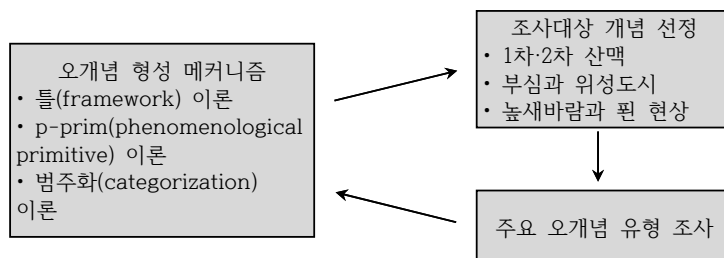 오개념 형성 메커니즘
• 틀(framework) 이론
• p-prim(phenomenological
primitive) 이론
• 범주화(categorization)
이론
조사대상 개념 선정
• 1차·2차 산맥
• 부심과 위성도시
• 높새바람과 푄 현상
주요 오개념 유형 조사